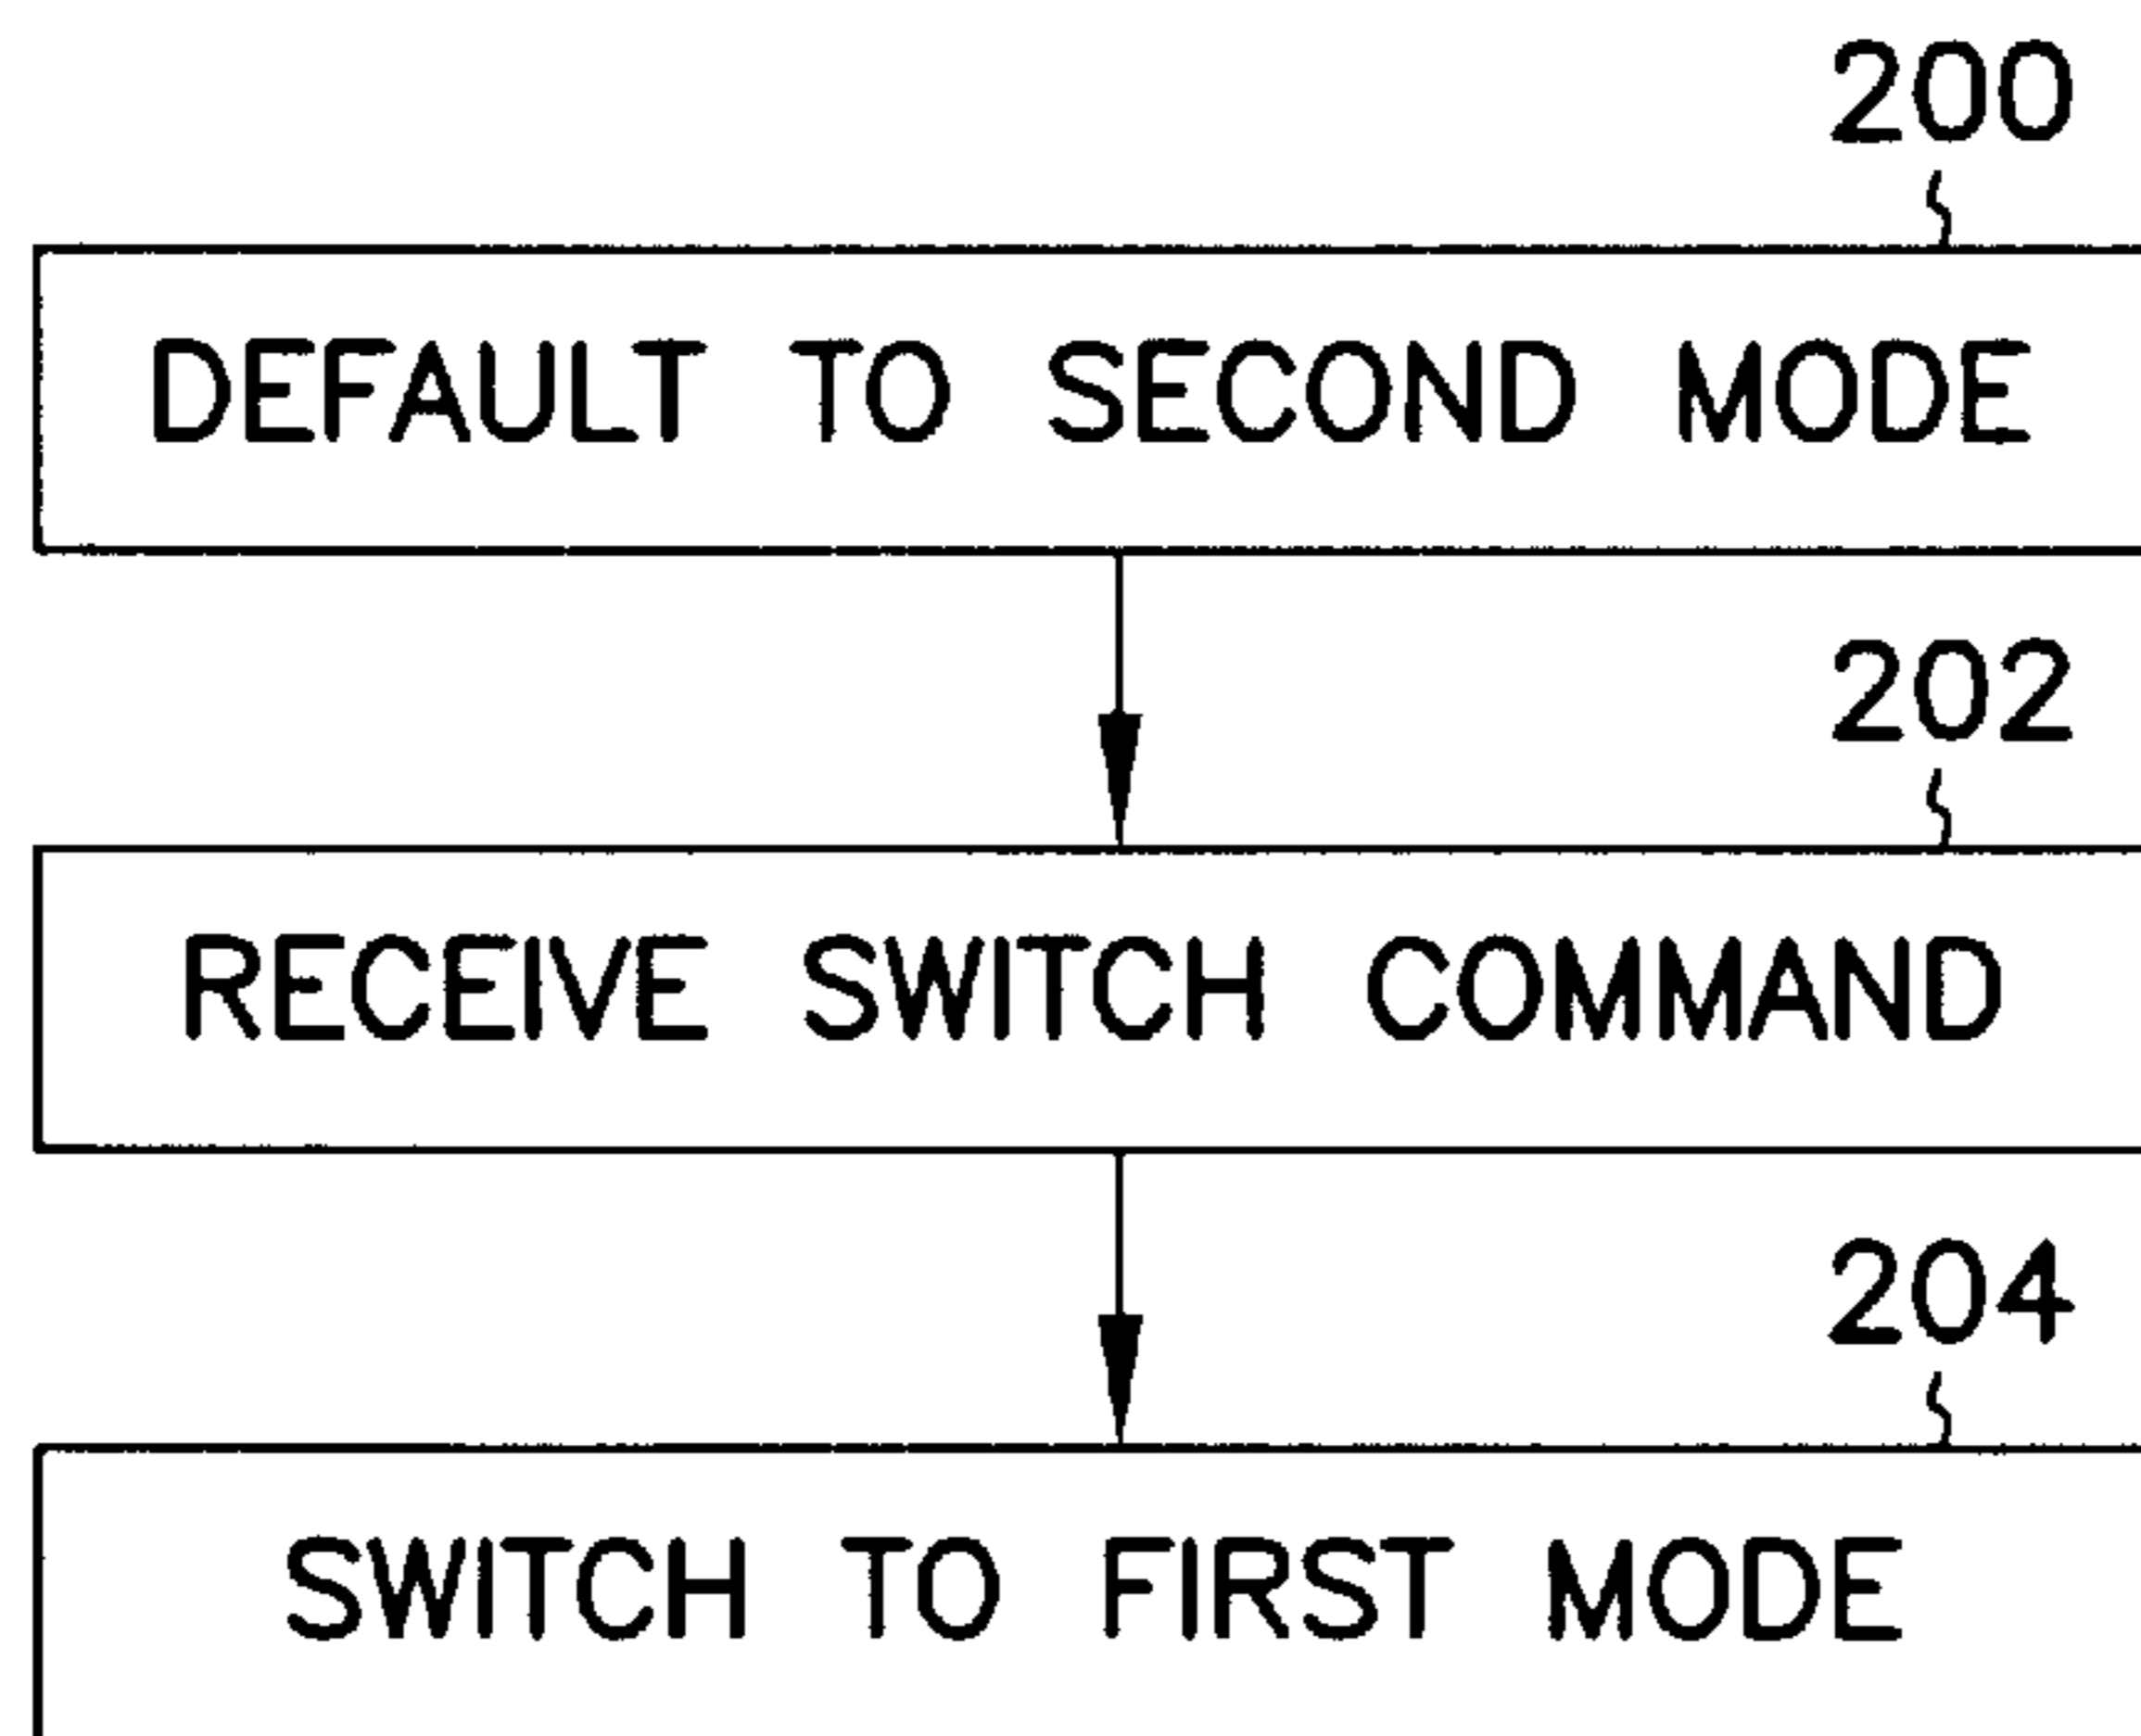 200
DEFAULT TO SECOND MODE
202
RECEIVE SWITCH COMMAND
204
SWITCH TO FIRST MODE